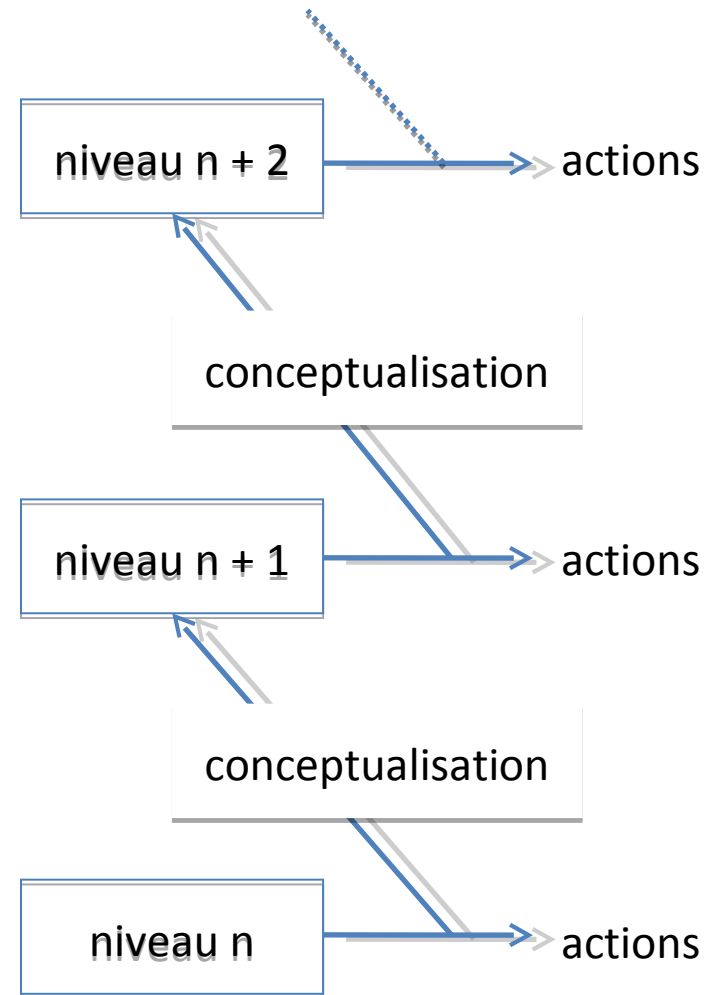 niveau n + 2
actions
conceptualisation
niveau n + 1
actions
conceptualisation
niveau n
actions